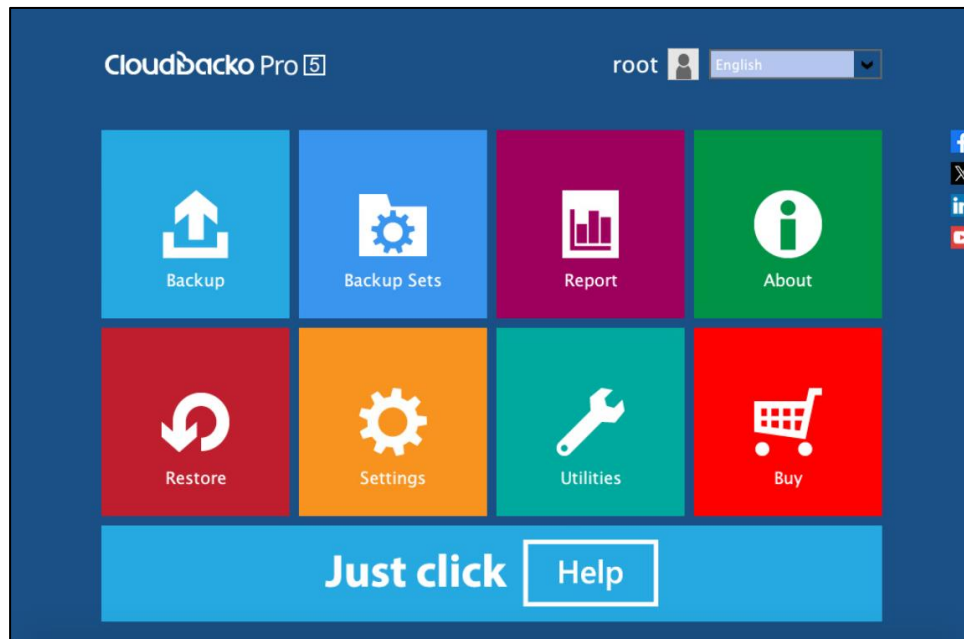 CloudBacko Pro 5
root English
Backup
Backup Sets
Report
About
Restore
Settings
Utilities
Buy
Just click Help